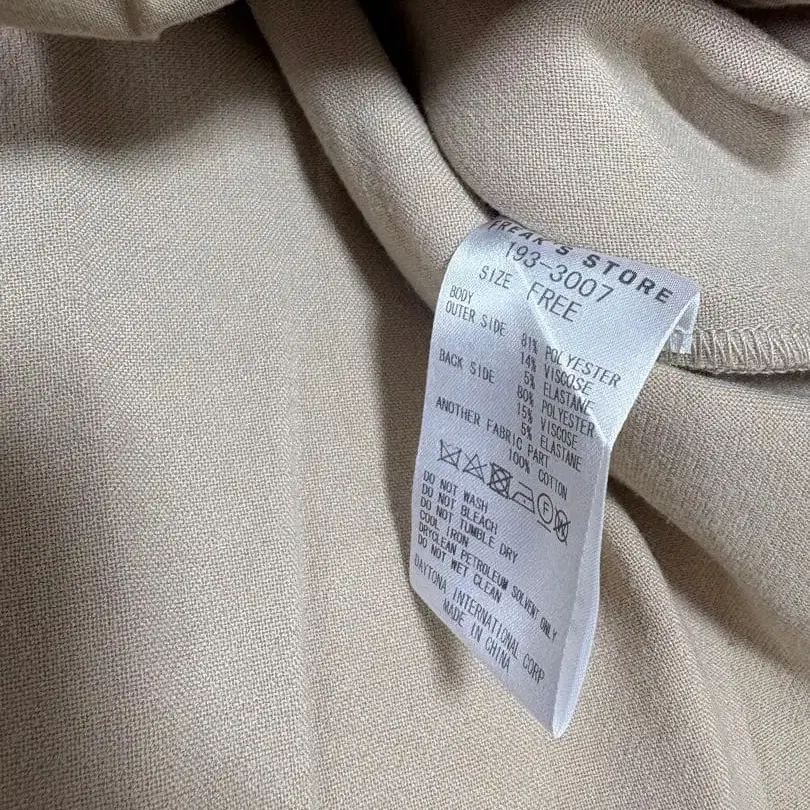 FREAK'S STORE
193-3007
SIZE FREE
BODY
OUTER SIDE 81% POLYESTER
14% VISCOSE
5% ELASTANE
BACK SIDE 80% POLYESTER
15% VISCOSE
5% ELASTANE
ANOTHER FABRIC PART
100% COTTON
F
DO NOT WASH
DO NOT BLEACH
DO NOT TUMBLE DRY
COOL IRON
DRYCLEAN PETROLEUM SOLVENT ONLY
DO NOT WET CLEAN
DAYTONA INTERNATIONAL CORP
MADE IN CHINA